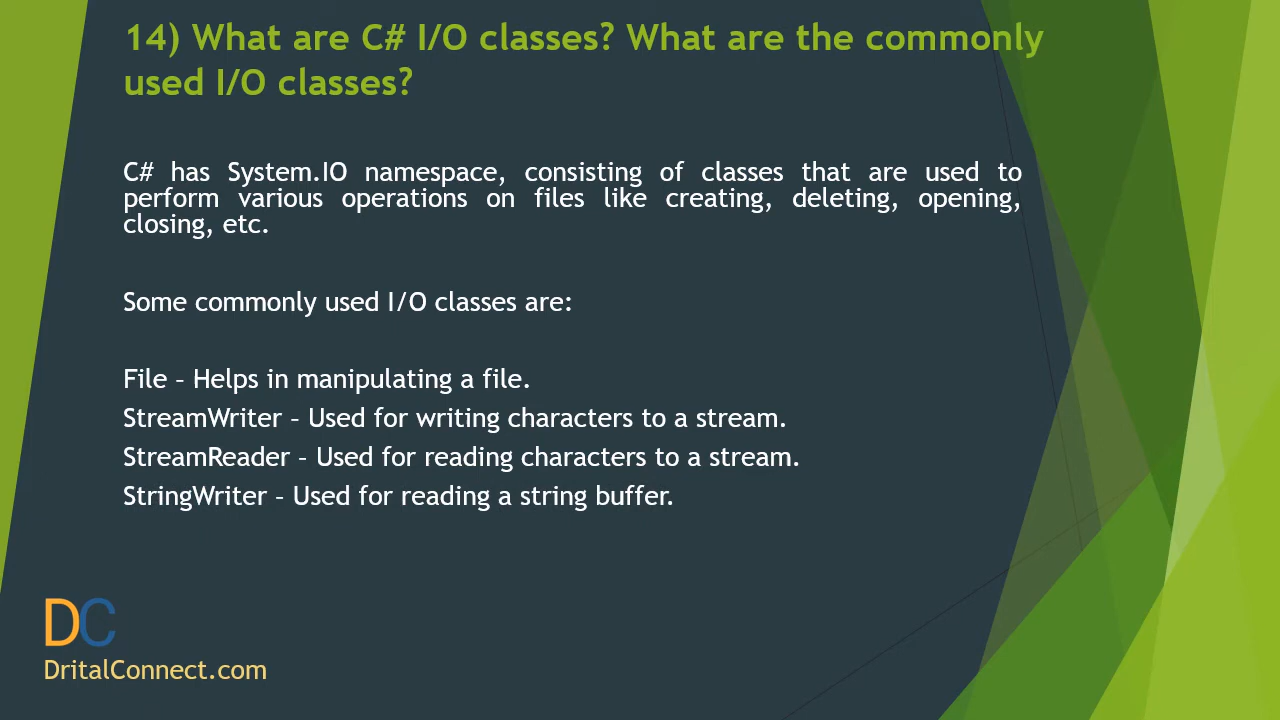 14) What are C# I/O classes? What are the commonly
used I/O classes?
C# has System.IO namespace, consisting of classes that are used to
perform various operations on files like creating, deleting, opening,
closing, etc.
Some commonly used I/O classes are:
File – Helps in manipulating a file.
StreamWriter – Used for writing characters to a stream.
StreamReader – Used for reading characters to a stream.
StringWriter – Used for reading a string buffer.
DC
DritalConnect.com